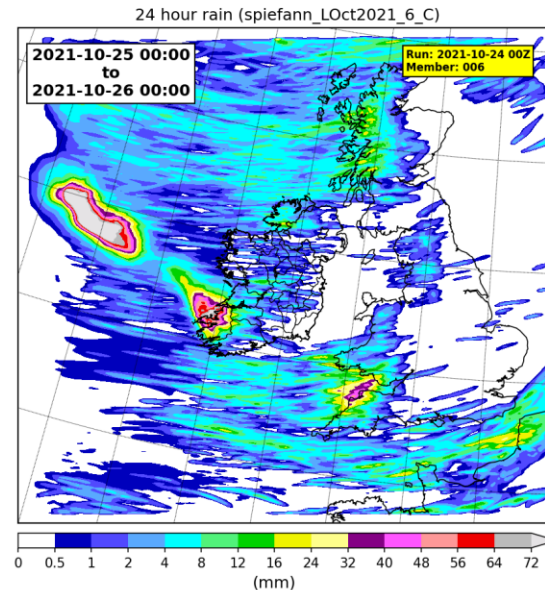 24 hour rain (spiefann_LOct2021_6_C)
2021-10-25 00:00
to
2021-10-26 00:00
Run: 2021-10-24 00Z
Member: 006
0 0.5 1 2 4 8 12 16 24 32 40 48 56 64 72
(mm)